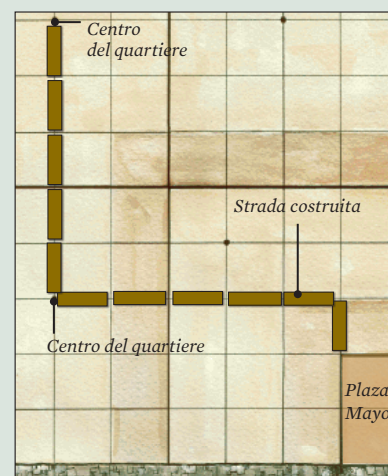 Centro
del quartiere
Strada costruita
Centro del quartiere
Plaza
Mayo